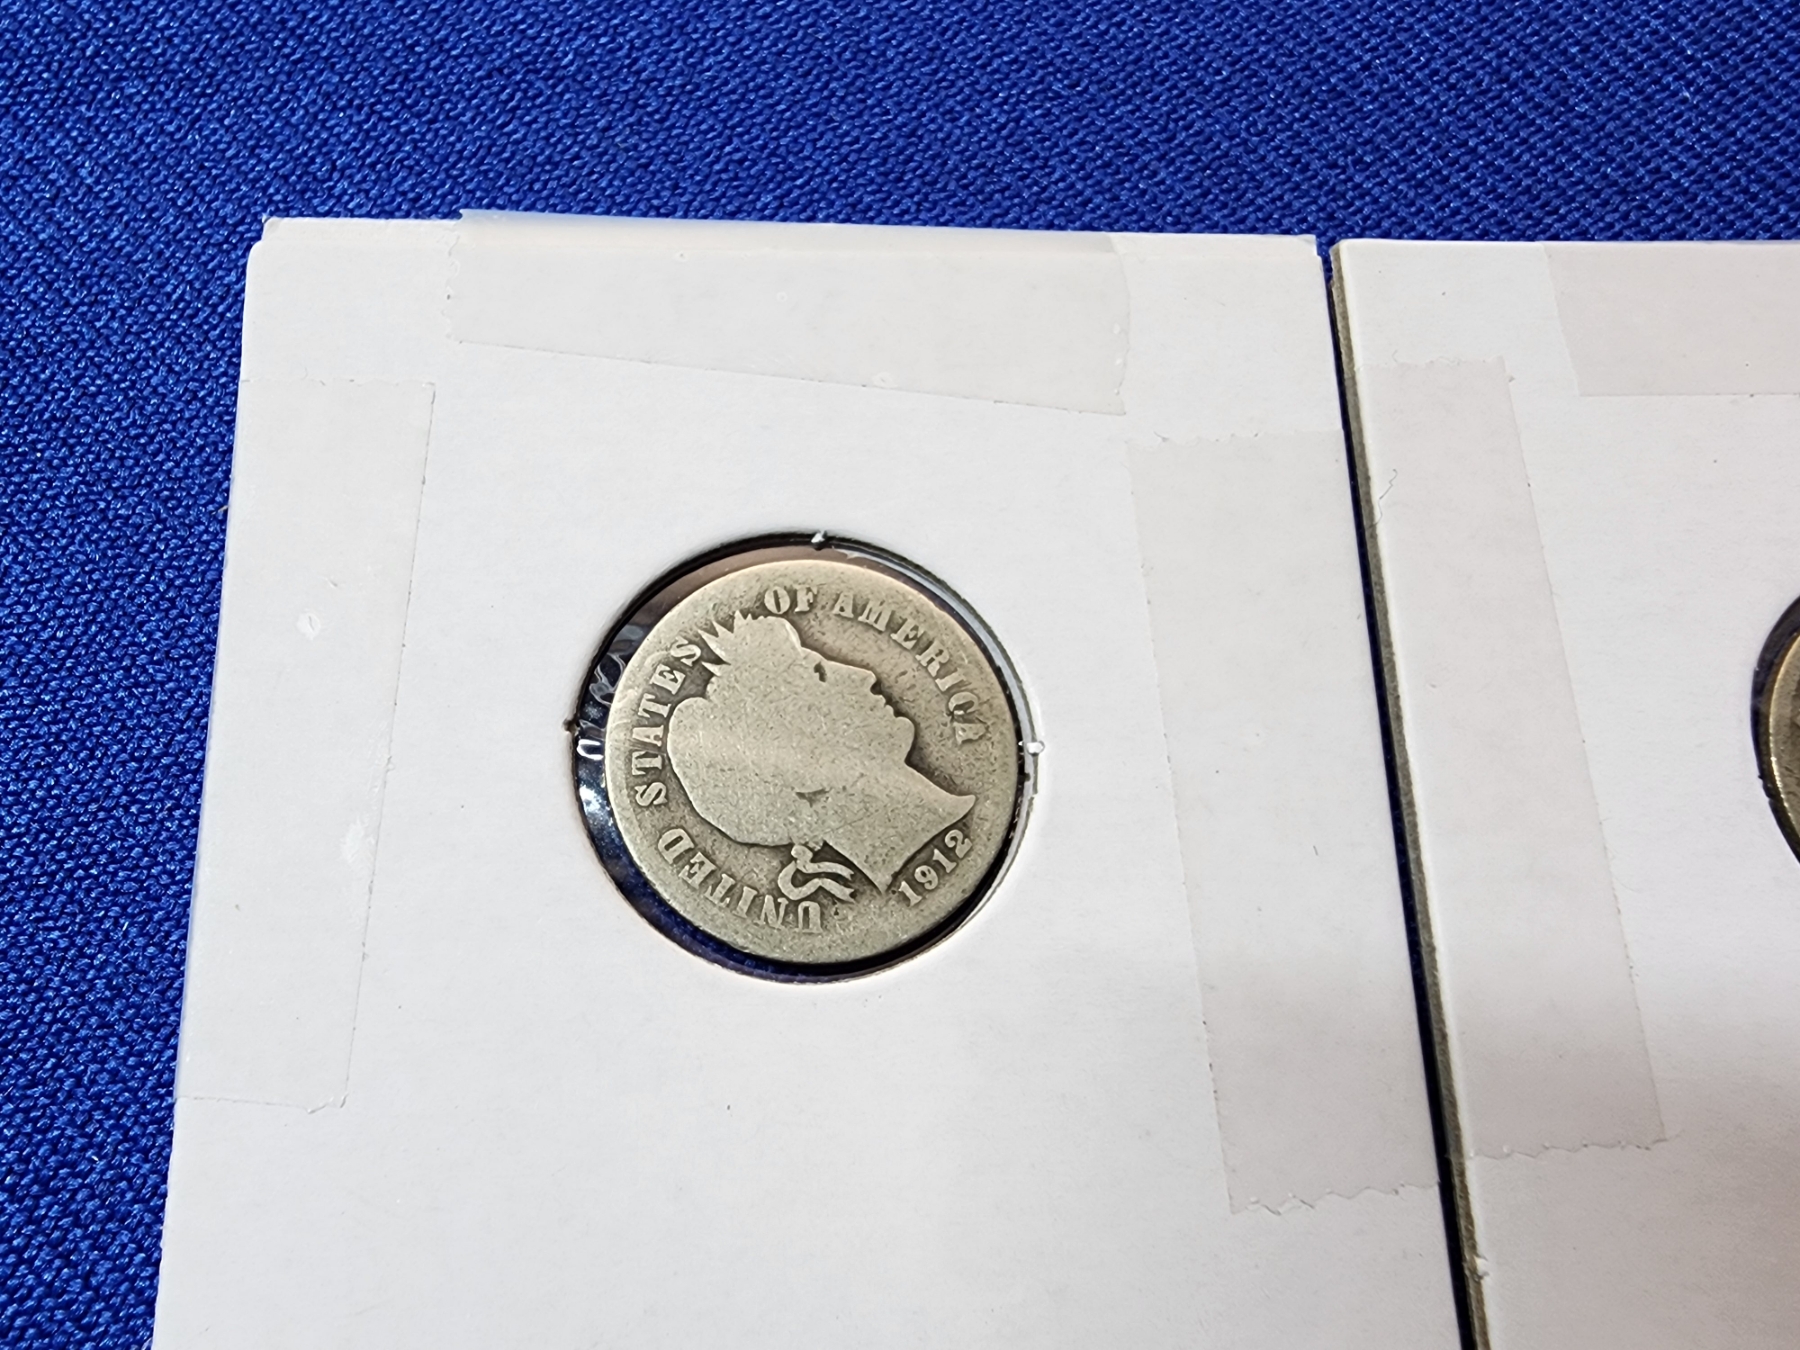 UNITED STATES OF AMERICA
1912